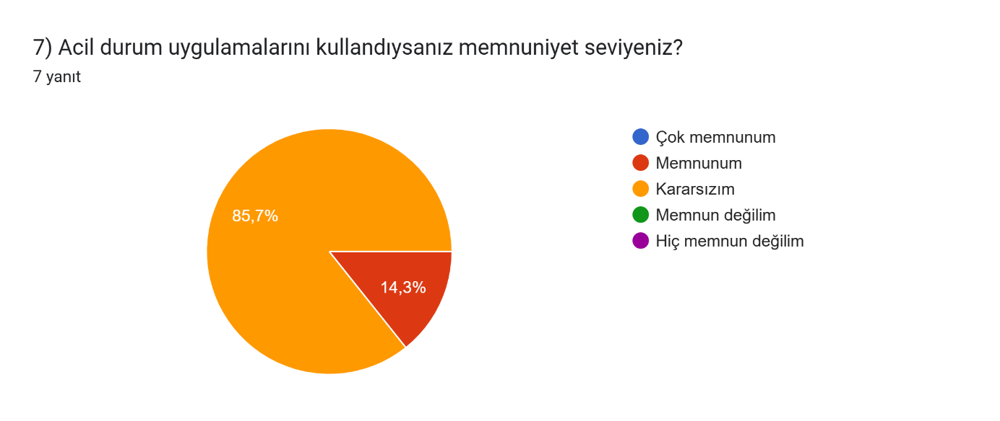 7) Acil durum uygulamalarını kullandıysanız memnuniyet seviyeniz?
7 yanıt
Çok memnunum
Memnunum
Kararsızım
Memnun değilim
Hiç memnun değilim
85,7%
14,3%